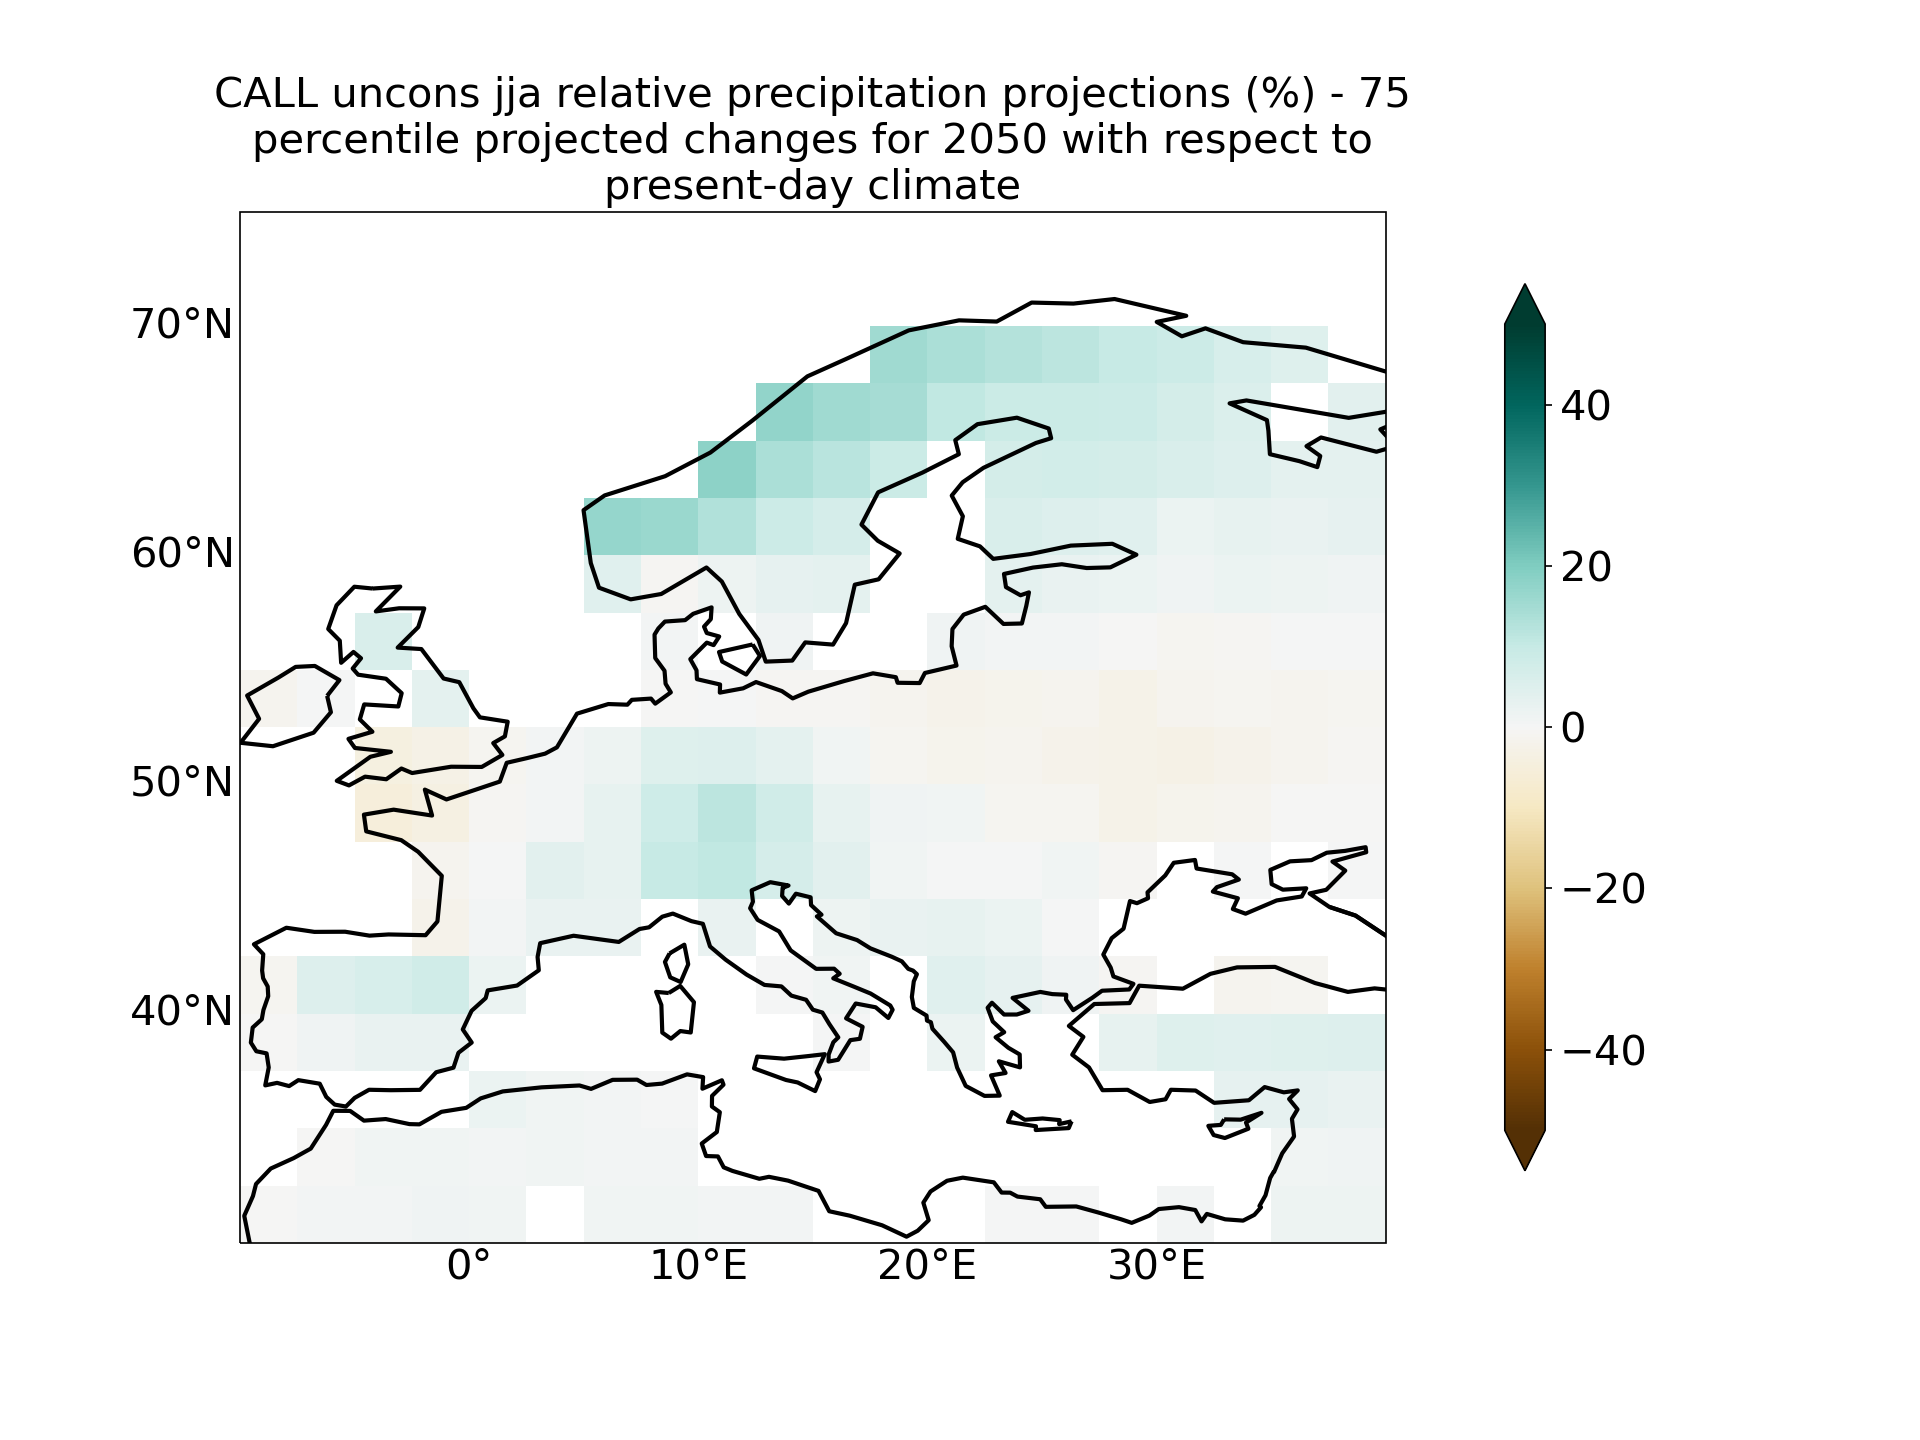 CALL uncons jja relative precipitation projections (%) - 75
percentile projected changes for 2050 with respect to
present-day climate
70°N
60°N
50°N
40°N
0°
10°E
20°E
30°E
40
20
0
−20
−40